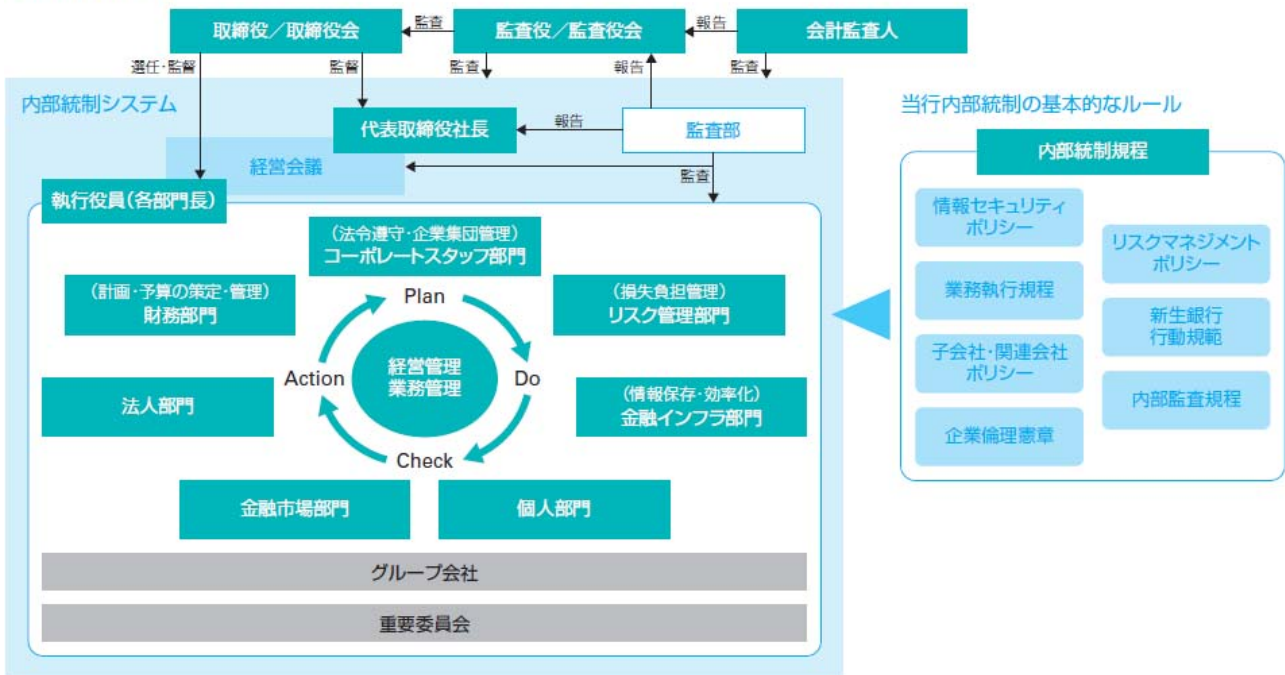 取締役／取締役会
監査
監査役／監査役会
報告
会計監査人
選任・監督
監督
監査
報告
監査
内部統制システム
代表取締役社長
報告
監査部
経営会議
監査
執行役員（各部門長）
（法令遵守・企業集団管理）
コーポレートスタッフ部門
（計画・予算の策定・管理）
財務部門
Plan
（損失負担管理）
リスク管理部門
Action
経営管理
業務管理
Do
法人部門
（情報保存・効率化）
金融インフラ部門
Check
金融市場部門
個人部門
グループ会社
重要委員会
当行内部統制の基本的なルール
内部統制規程
情報セキュリティ
ポリシー
リスクマネジメント
ポリシー
業務執行規程
新生銀行
行動規範
子会社・関連会社
ポリシー
内部監査規程
企業倫理憲章